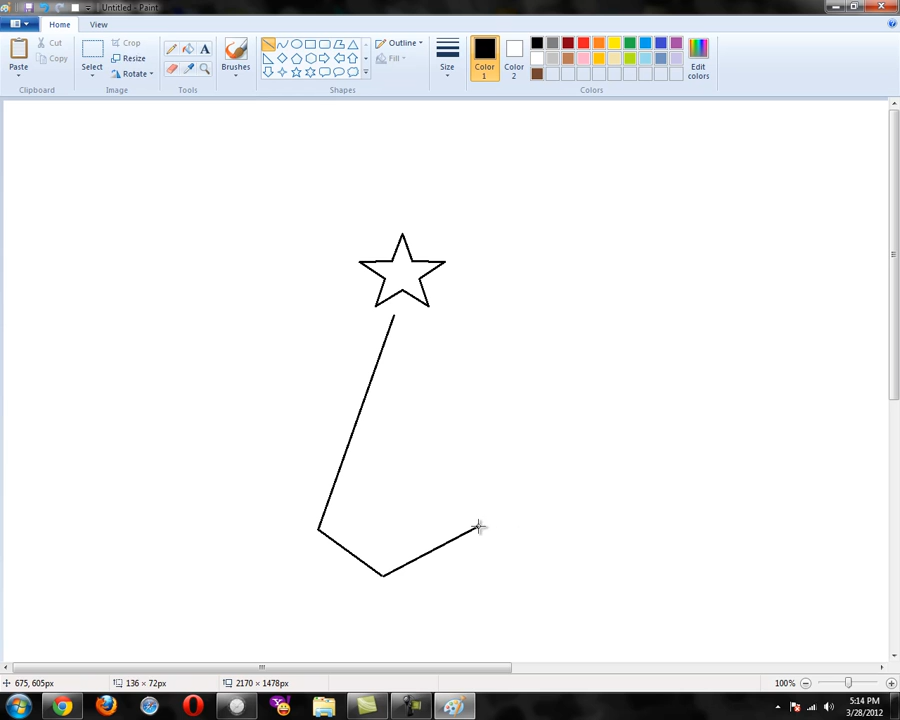 Untitled - Paint
Home View
Paste
Cut
Copy
Clipboard
Select
Crop
Resize
Rotate
Image
A
Tools
Brushes
Shapes
Outline
Fill
Size
Color 1
Color 2
Edit colors
Colors
675, 605px
136 × 72px
2170 × 1478px
100%
5:14 PM
3/28/2012